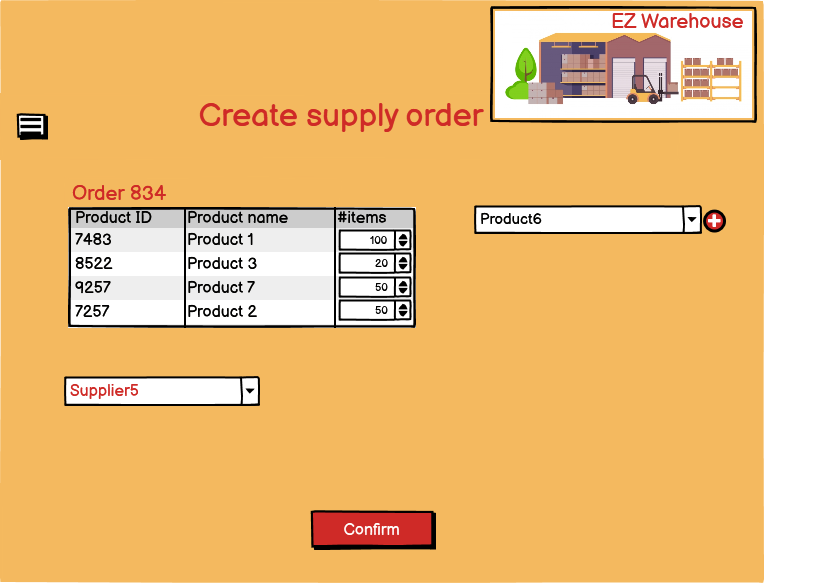 EZ Warehouse
Create supply order
Order 834
Product ID Product name #items
7483 Product 1 100
8522 Product 3 20
9257 Product 7 50
7257 Product 2 50
Product6
Supplier5
Confirm